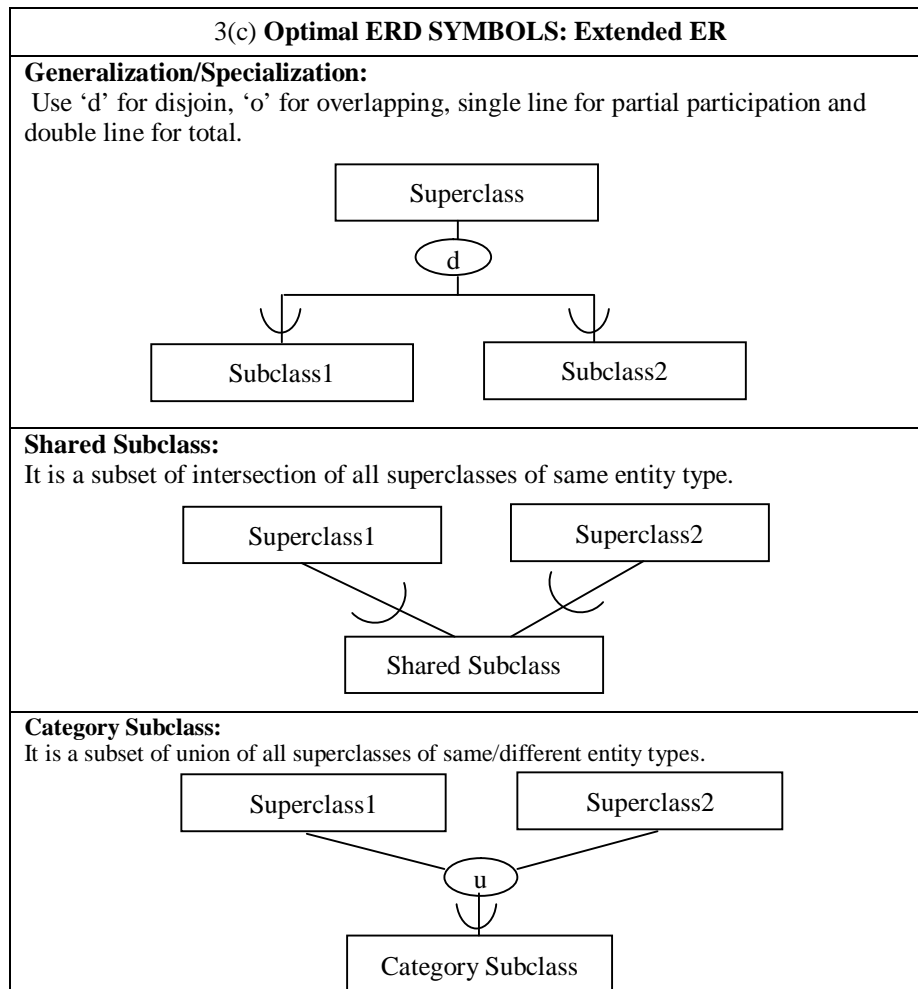 3(c) Optimal ERD SYMBOLS: Extended ER
Generalization/Specialization:
Use ‘d’ for disjoin, ‘o’ for overlapping, single line for partial participation and
double line for total.
Superclass
d
Subclass1 Subclass2
Shared Subclass:
It is a subset of intersection of all superclasses of same entity type.
Superclass1 Superclass2
Shared Subclass
Category Subclass:
It is a subset of union of all superclasses of same/different entity types.
Superclass1 Superclass2
u
Category Subclass